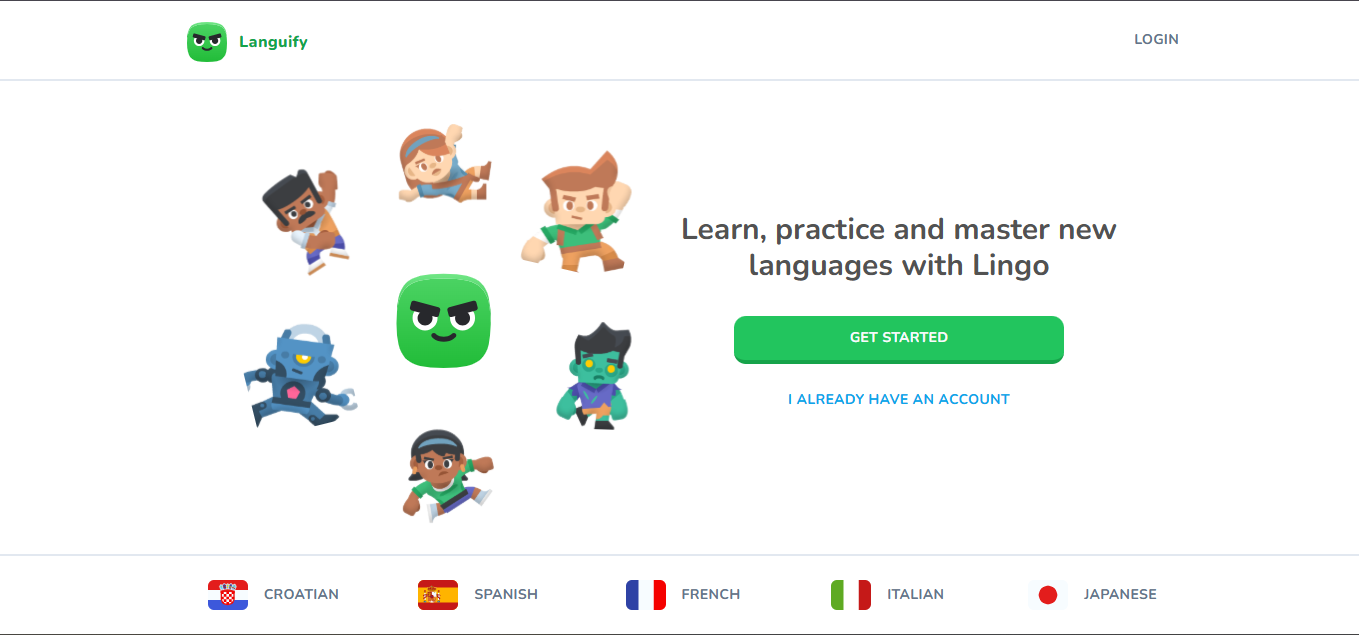 Languify
LOGIN
Learn, practice and master new
languages with Lingo
GET STARTED
I ALREADY HAVE AN ACCOUNT
CROATIAN
SPANISH
FRENCH
ITALIAN
JAPANESE